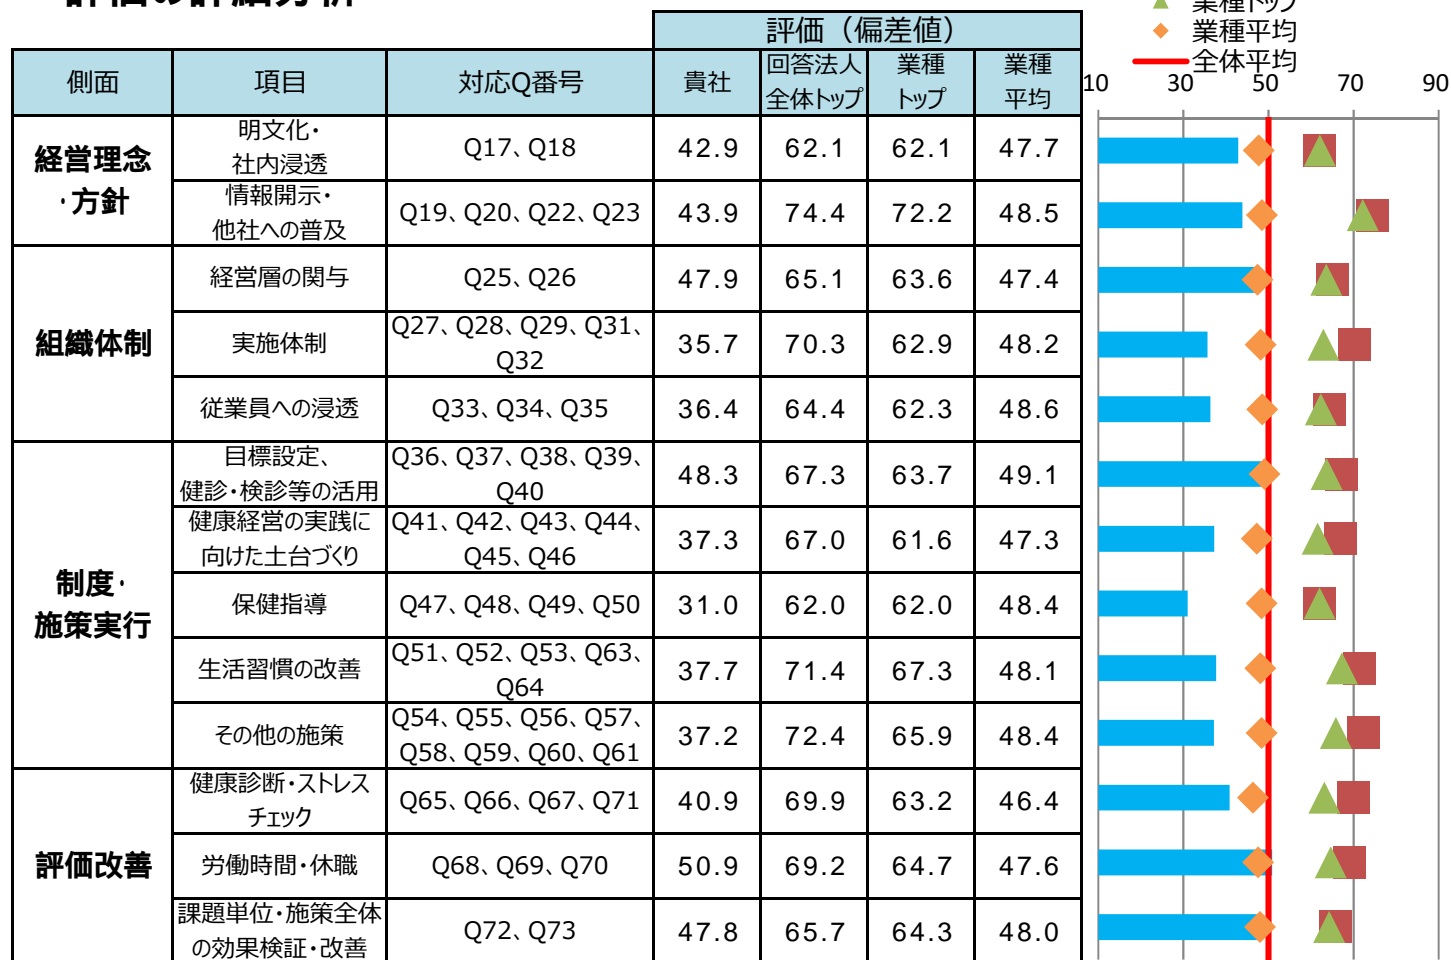 評価の詳細分析
業種トップ
業種平均
全体平均
評価（偏差値）
側面 項目 対応Q番号 貴社 回答法人 業種 業種
全体トップ トップ 平均
10 30 50 70 90
経営理念
・方針
明文化・
社内浸透
Q17、Q18 42.9 62.1 62.1 47.7
情報開示・
他社への普及
Q19、Q20、Q22、Q23 43.9 74.4 72.2 48.5
組織体制
経営層の関与 Q25、Q26 47.9 65.1 63.6 47.4
実施体制
Q27、Q28、Q29、Q31、
Q32
35.7 70.3 62.9 48.2
従業員への浸透 Q33、Q34、Q35 36.4 64.4 62.3 48.6
制度・
施策実行
目標設定、
健診・検診等の活用
Q36、Q37、Q38、Q39、
Q40
48.3 67.3 63.7 49.1
健康経営の実践に
向けた土台づくり
Q41、Q42、Q43、Q44、
Q45、Q46
37.3 67.0 61.6 47.3
保健指導 Q47、Q48、Q49、Q50 31.0 62.0 62.0 48.4
生活習慣の改善
Q51、Q52、Q53、Q63、
Q64
37.7 71.4 67.3 48.1
その他の施策
Q54、Q55、Q56、Q57、
Q58、Q59、Q60、Q61
37.2 72.4 65.9 48.4
評価改善
健康診断・ストレス
チェック
Q65、Q66、Q67、Q71 40.9 69.9 63.2 46.4
労働時間・休職 Q68、Q69、Q70 50.9 69.2 64.7 47.6
課題単位・施策全体
の効果検証・改善
Q72、Q73 47.8 65.7 64.3 48.0